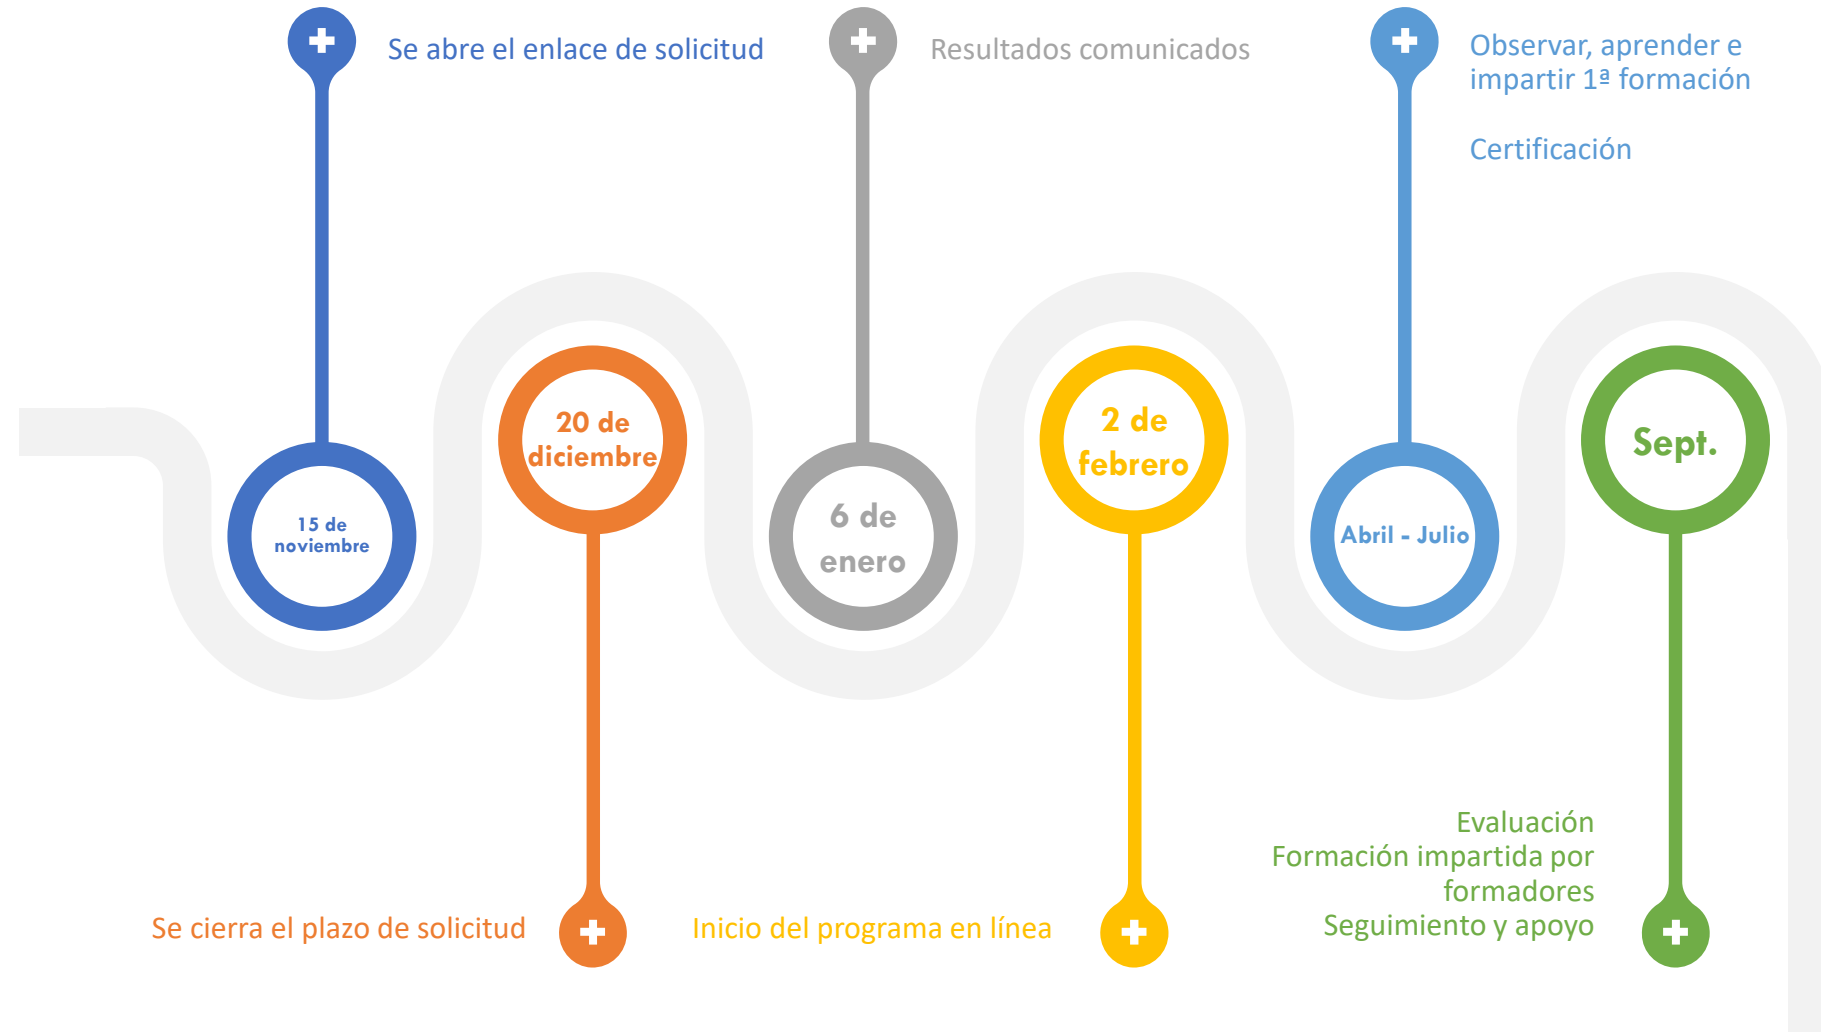 Se abre el enlace de solicitud
Resultados comunicados
Observar, aprender e
impartir 1ª formación
Certificación
15 de
noviembre
20 de
diciembre
6 de
enero
2 de
febrero
Abril - Julio
Sept.
Se cierra el plazo de solicitud
Inicio del programa en línea
Evaluación
Formación impartida por
formadores
Seguimiento y apoyo